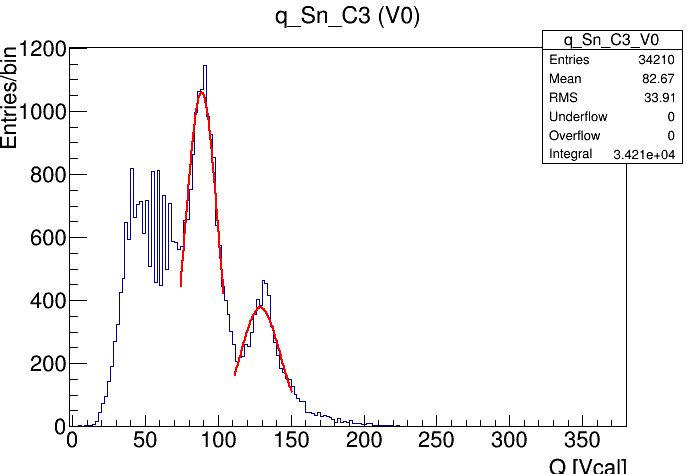 q_Sn_C3 (V0)
q_Sn_C3_V0
Entries 34210
Mean 82.67
RMS 33.91
Underflow 0
Overflow 0
Integral 3.421e+04
Entries/bin
1200
1000
800
600
400
200
0
0 50 100 150 200 250 300 350
Q [Vcal]